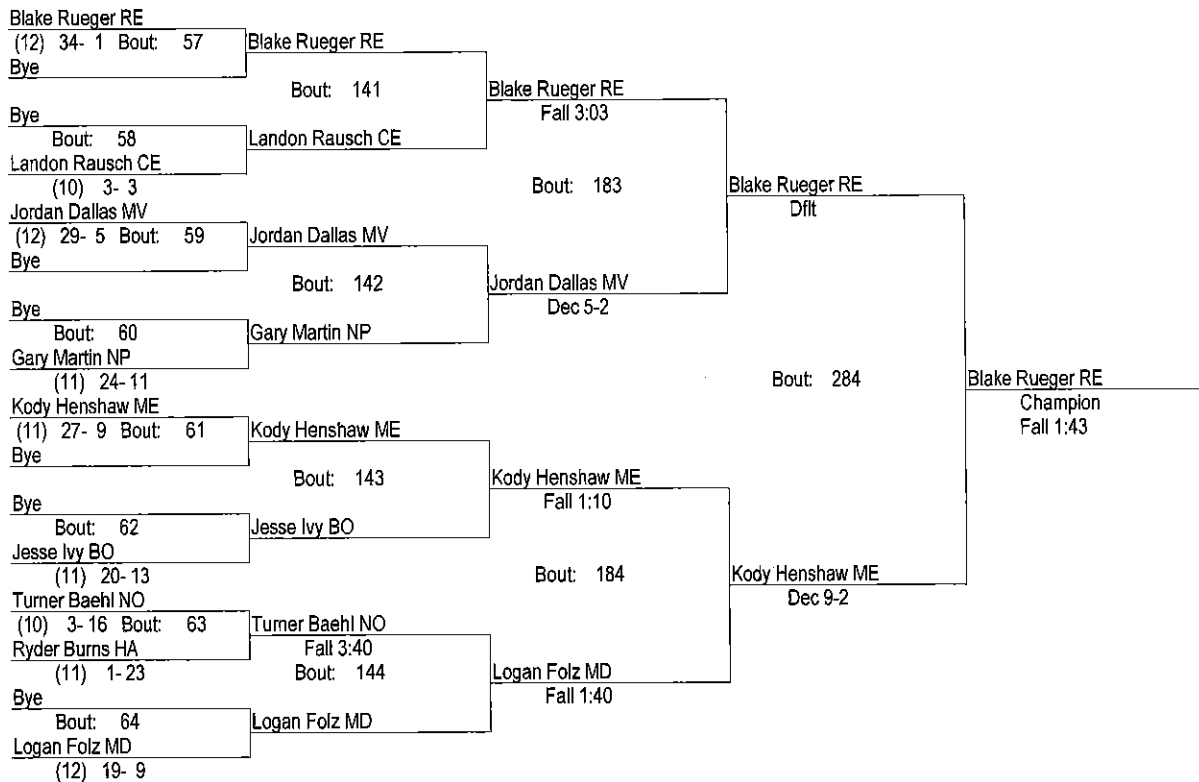 Blake Rueger RE
(12) 34- 1 Bout: 57
Bye
Bye
Bout: 58
Landon Rausch CE
(10) 3- 3
Jordan Dallas MV
(12) 29- 5 Bout: 59
Bye
Bye
Bout: 60
Gary Martin NP
(11) 24- 11
Kody Henshaw ME
(11) 27- 9 Bout: 61
Bye
Bye
Bout: 62
Jesse Ivy BO
(11) 20- 13
Turner Baehl NO
(10) 3- 16 Bout: 63
Ryder Burns HA
(11) 1- 23
Bye
Bout: 64
Logan Folz MD
(12) 19- 9
Blake Rueger RE
Bout: 141
Landon Rausch CE
Jordan Dallas MV
Bout: 142
Gary Martin NP
Kody Henshaw ME
Bout: 143
Jesse Ivy BO
Turner Baehl NO
Fall 3:40
Bout: 144
Logan Folz MD
Blake Rueger RE
Fall 3:03
Bout: 183
Jordan Dallas MV
Dec 5-2
Kody Henshaw ME
Fall 1:10
Bout: 184
Logan Folz MD
Fall 1:40
Blake Rueger RE
Dflt
Bout: 284
Kody Henshaw ME
Dec 9-2
Blake Rueger RE
Champion
Fall 1:43